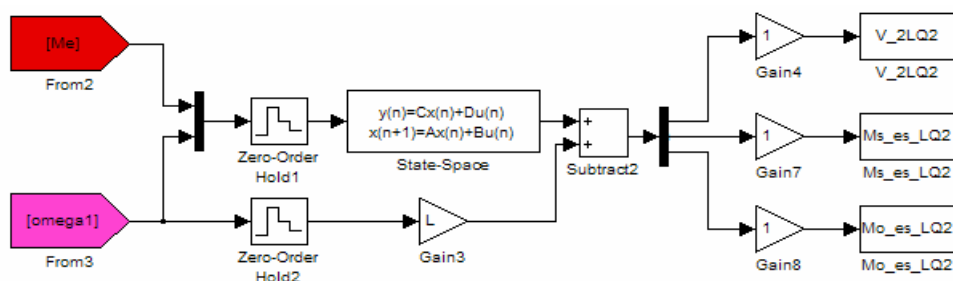 [Me]
From2
Zero-Order
Hold1
y(n)=Cx(n)+Du(n)
x(n+1)=Ax(n)+Bu(n)
State-Space
+
+
Subtract2
1
Gain4
V_2LQ2
V_2LQ2
1
Gain7
Ms_es_LQ2
Ms_es_LQ2
[omega1]
From3
Zero-Order
Hold2
L
Gain3
1
Gain8
Mo_es_LQ2
Mo_es_LQ2